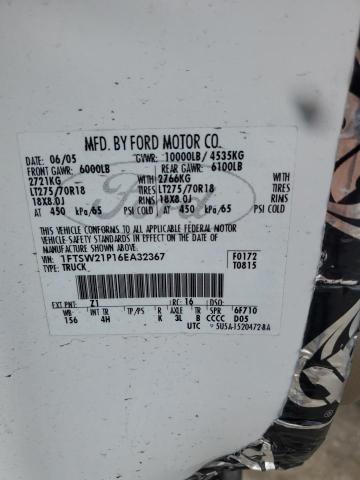 MFD. BY FORD MOTOR CO.
DATE: 06/05 GVWR: 10000LB/ 4535KG
FRONT GAWR: 6000LB REAR GAWR: 6100LB
2721KG WITH 2766KG WITH
LT275/70R18 TIRES LT275/70R18 TIRES
18X8.0J RIMS 18X8.0J RIMS
AT 450 kPa/65 PSI COLD AT 450 kPa/65 PSI COLD
THIS VEHICLE CONFORMS TO ALL APPLICABLE FEDERAL MOTOR
VEHICLE SAFETY STANDARDS IN EFFECT ON THE DATE OF
MANUFACTURE SHOWN ABOVE.
VIN: 1FTSW21P16EA32367 F0172
TYPE: TRUCK T0815
Ford
EXT PNT: Z1 RC: 16 DSO:
WB BRK INT TR TP/PS R AXLE TR SPR 6F710
156 4H K 3L B CCCC D05
UTC 5U5A-1520472-BA